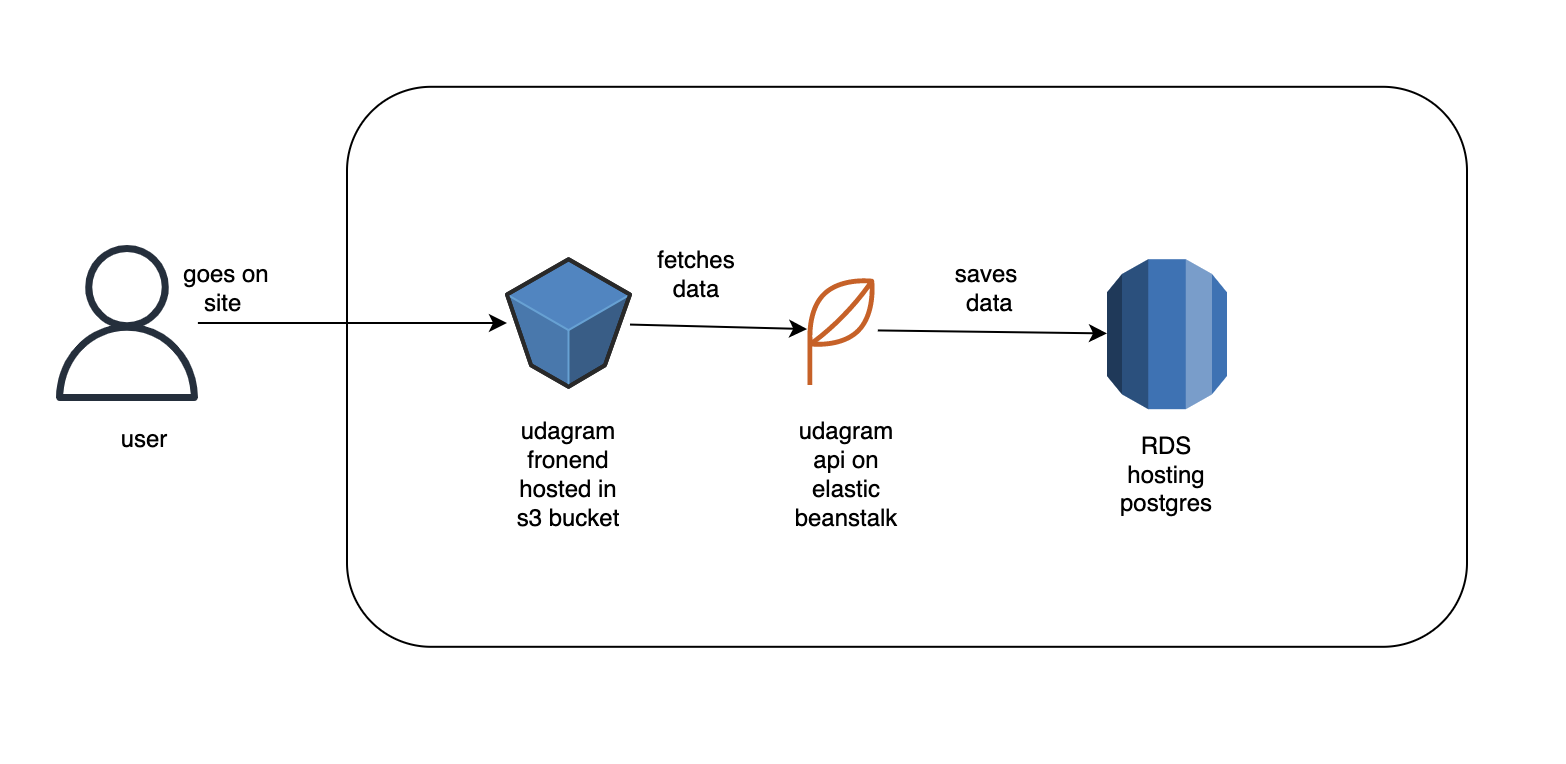 goes on
site
user
fetches
data
saves
data
udagram
fronend
hosted in
s3 bucket
udagram
api on
elastic
beanstalk
RDS
hosting
postgres